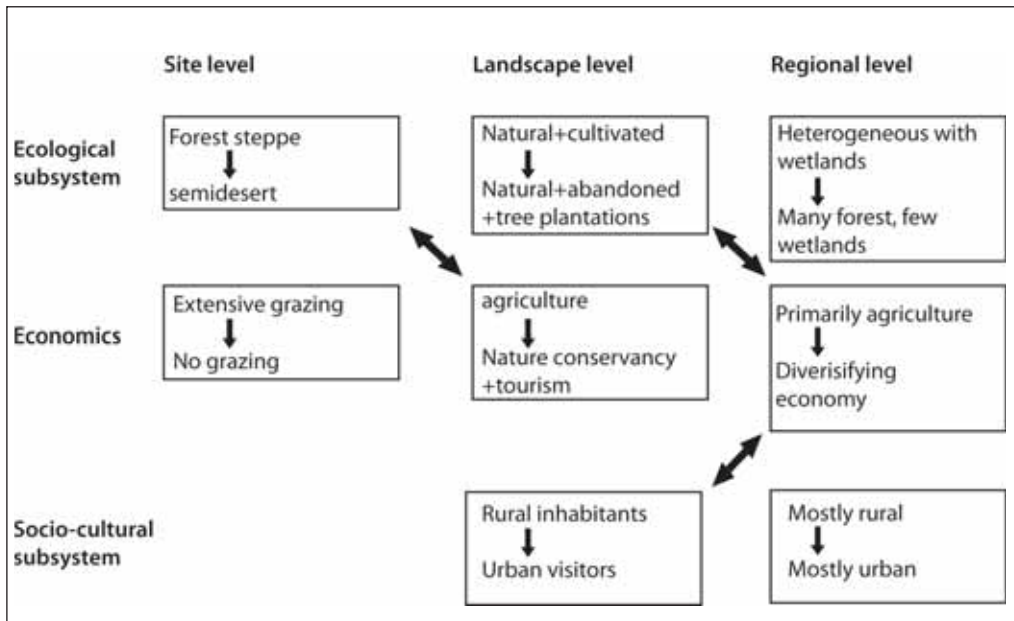 Site level
Landscape level
Regional level
Ecological
subsystem
Forest steppe
semidesert
Natural+cultivated
Natural+abandoned
+tree plantations
Heterogeneous with
wetlands
Many forest, few
wetlands
Economics
Extensive grazing
No grazing
agriculture
Nature conservancy
+tourism
Primarily agriculture
Diverisifying
economy
Socio-cultural
subsystem
Rural inhabitants
Urban visitors
Mostly rural
Mostly urban